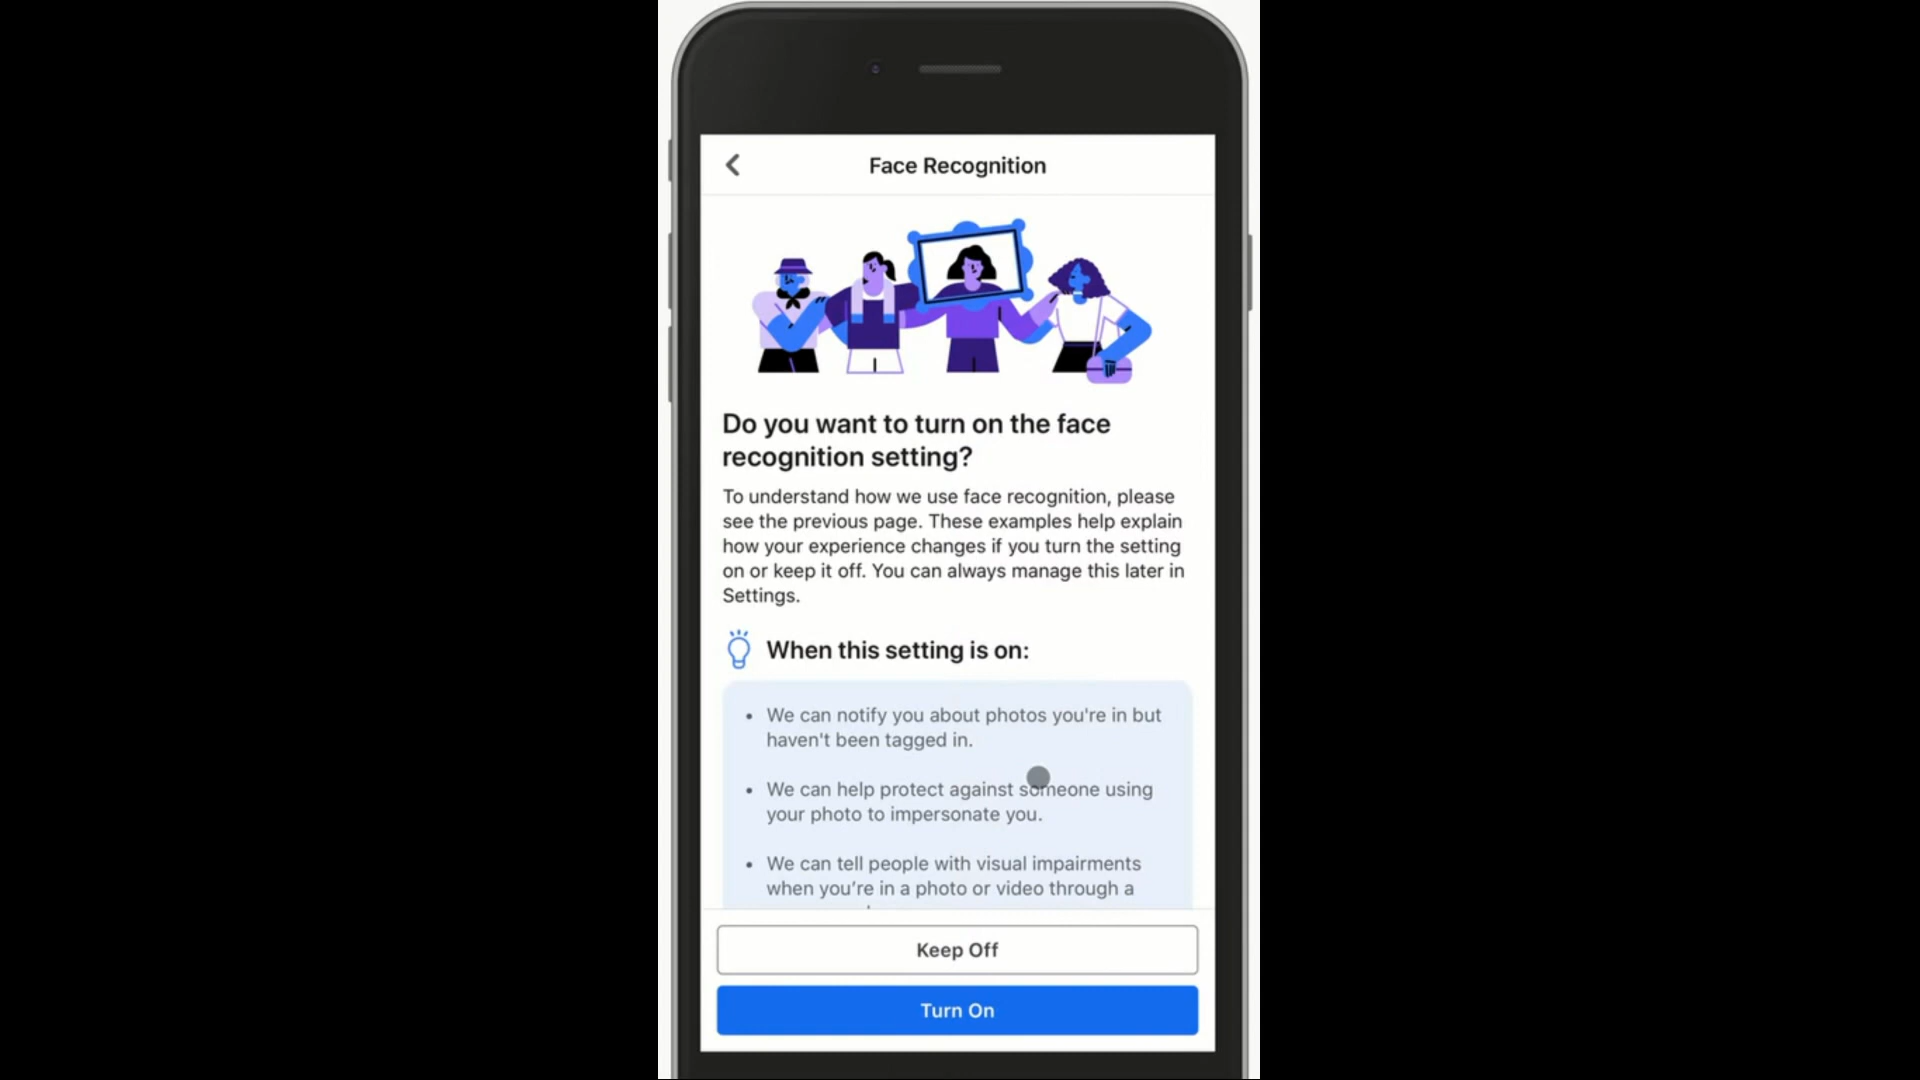 Face Recognition
Do you want to turn on the face
recognition setting?
To understand how we use face recognition, please
see the previous page. These examples help explain
how your experience changes if you turn the setting
on or keep it off. You can always manage this later in
Settings.
When this setting is on:
• We can notify you about photos you're in but
haven't been tagged in.
• We can help protect against someone using
your photo to impersonate you.
• We can tell people with visual impairments
when you’re in a photo or video through a
Keep Off
Turn On